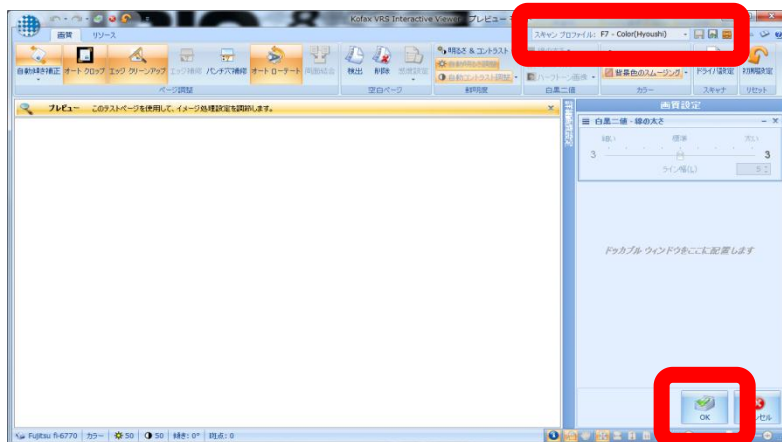 Kofax VRS Interactive Viewer
プレビュー
スキャン プロファイル: F7 - Color(Hyoushi)
画質 リソース
自動傾き補正 オート クロップ エッジ クリーンアップ エッジ補修 パンチ穴補修 オート ローテート 両面結合
検出 削除
明るさ & コントラスト
自動明るさ調整
自動コントラスト調整
ハーフトーン画像
背景色のスムージング
ドライバ設定 初期値設定
ページ調整 空白ページ 鮮明度 白黒二値 カラー スキャナ リセット
プレビュー このテストページを使用して、イメージ処理設定を調節します。
画質設定
白黒二値 - 線の太さ
細い 標準 太い
3 3
ライン幅(L)
ドッカブル ウィンドウをここに配置します
OK
Fujitsu fi-6770 カラー 50 50 傾き: 0° 斑点: 0